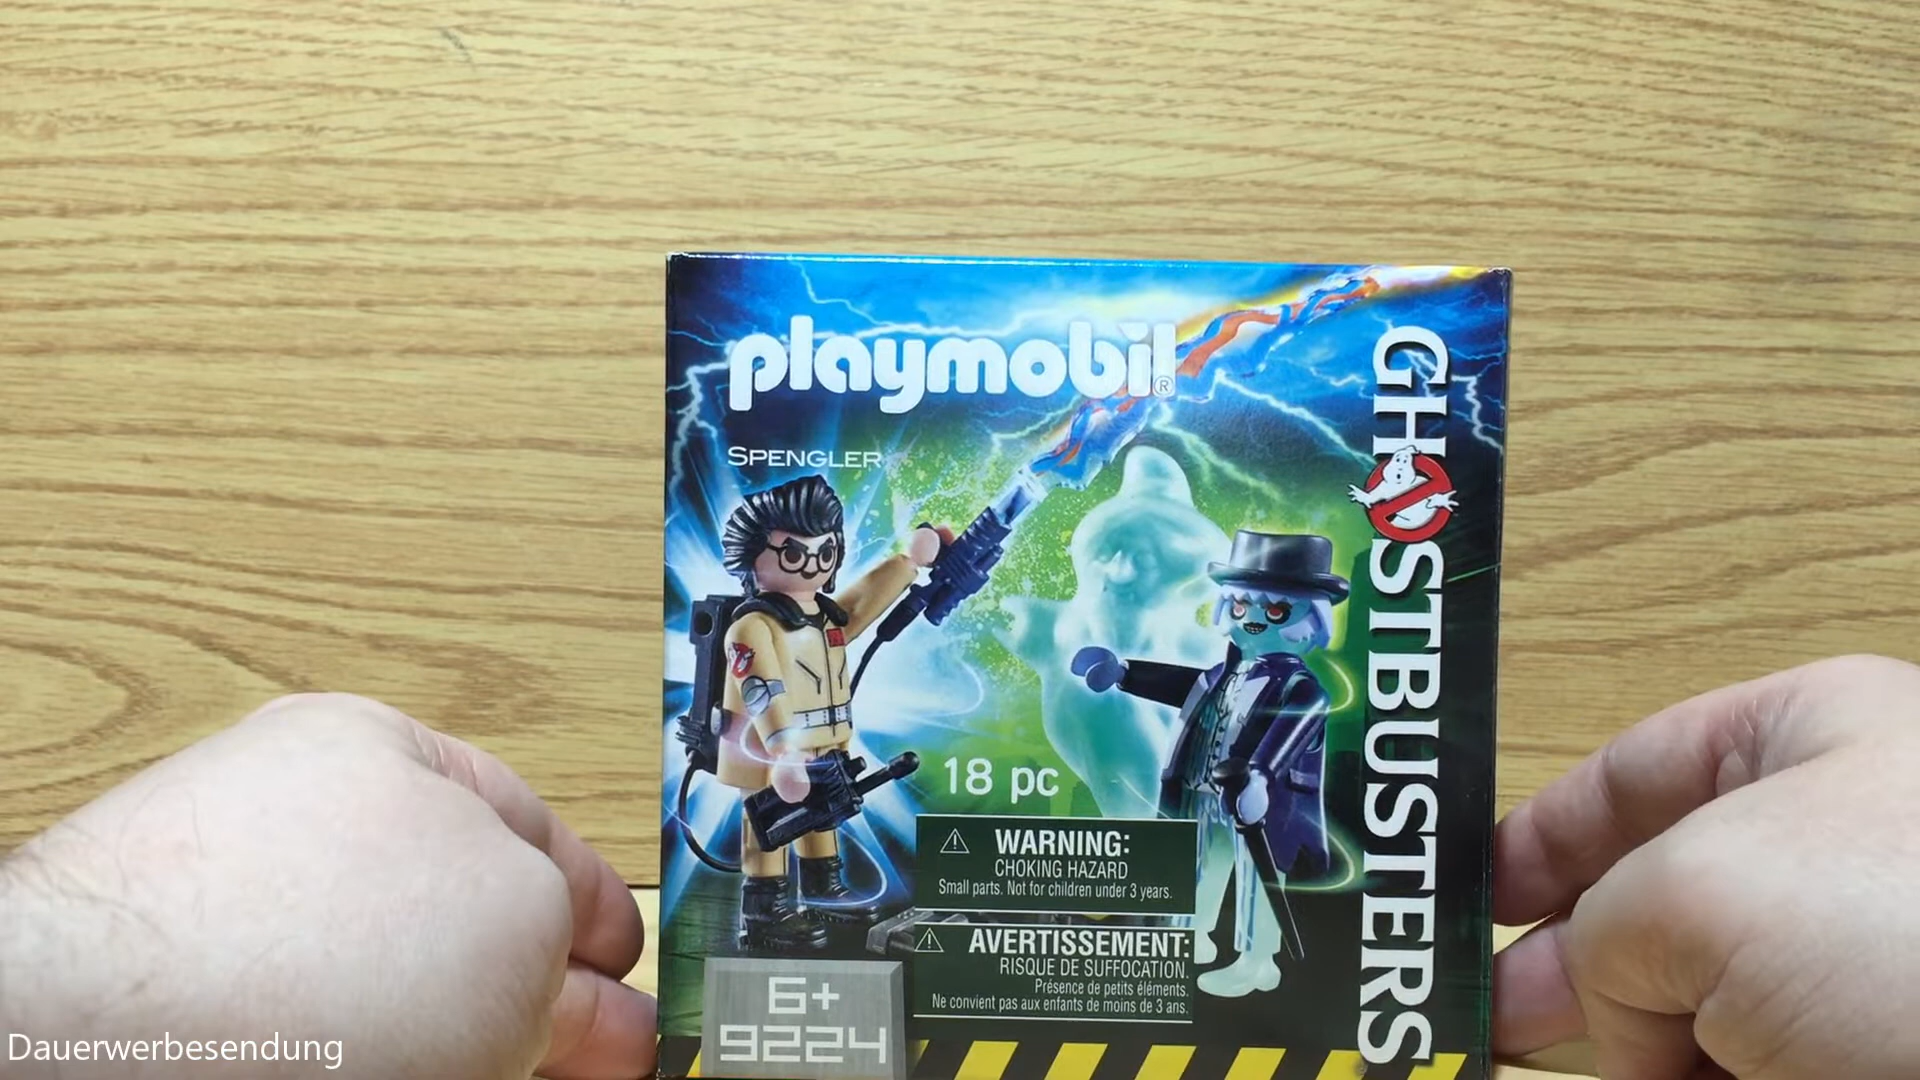 playmobil®
SPENGLER
GHOSTBUSTERS
18 pc
WARNING:
CHOKING HAZARD
Small parts. Not for children under 3 years.
AVERTISSEMENT:
RISQUE DE SUFFOCATION.
Présence de petits éléments.
Ne convient pas aux enfants de moins de 3 ans.
6+
9224
Dauerwerbesendung